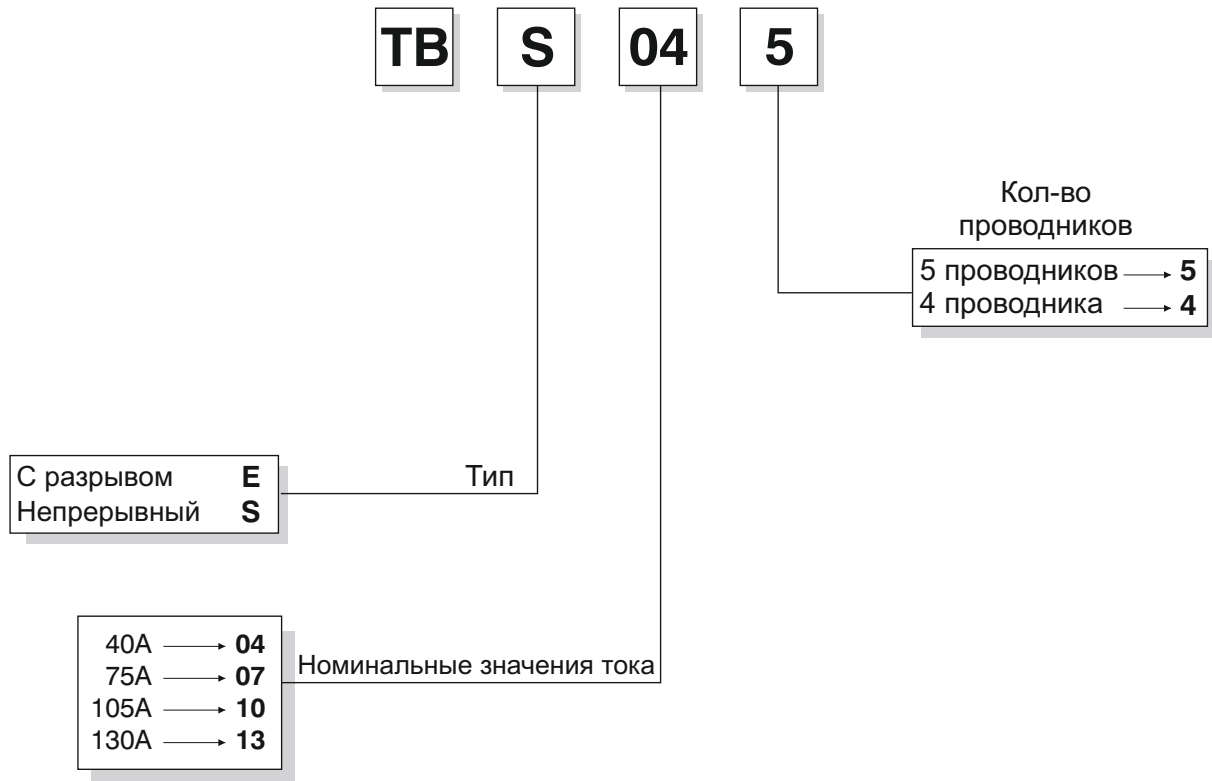 TB S 04 5
Кол-во
проводников
5 проводников → 5
4 проводника → 4
С разрывом E
Непрерывный S
Тип
40A → 04
75A → 07
105A → 10
130A → 13
Номинальные значения тока